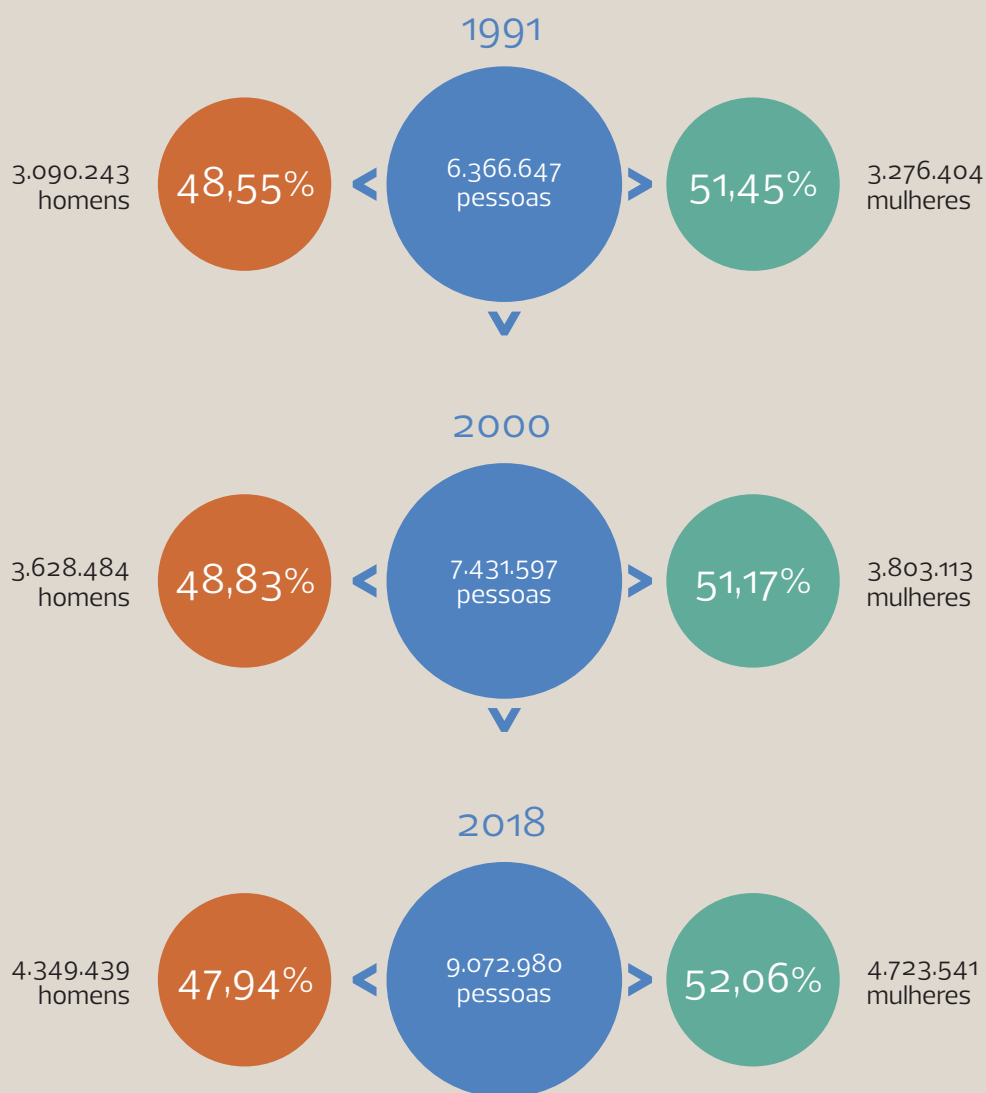 1991
3.090.243
homens
48,55%
<
6.366.647
pessoas
>
51,45%
3.276.404
mulheres
2000
3.628.484
homens
48,83%
<
7.431.597
pessoas
>
51,17%
3.803.113
mulheres
2018
4.349.439
homens
47,94%
<
9.072.980
pessoas
>
52,06%
4.723.541
mulheres